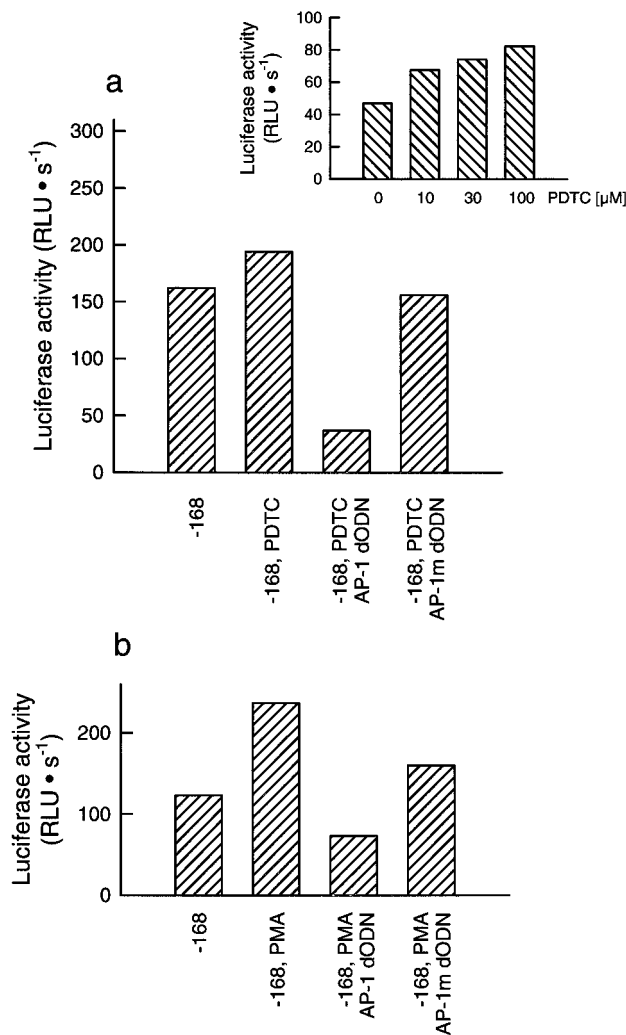 a
Luciferase activity
(RLU • s-1)
100
80
60
40
20
0
0 10 30 100 PDTC [µM]
Luciferase activity (RLU • s-1)
300
250
200
150
100
50
0
-168
-168, PDTC
-168, PDTC
AP-1 dODN
-168, PDTC
AP-1m dODN
b
Luciferase activity
(RLU • s-1)
200
100
0
-168
-168, PMA
-168, PMA
AP-1 dODN
-168, PMA
AP-1m dODN